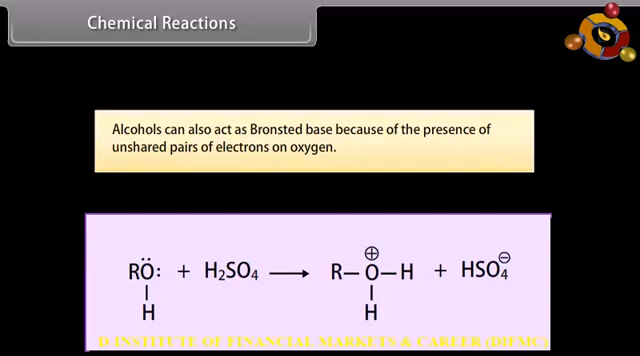 Chemical Reactions
Alcohols can also act as Bronsted base because of the presence of
unshared pairs of electrons on oxygen.
⊕ ⊖
RÖ: + H₂SO₄ ⟶ R—O—H + HSO₄
| |
H H
D-INSTITUTE OF FINANCIAL MARKETS & CAREER (DIFMC)